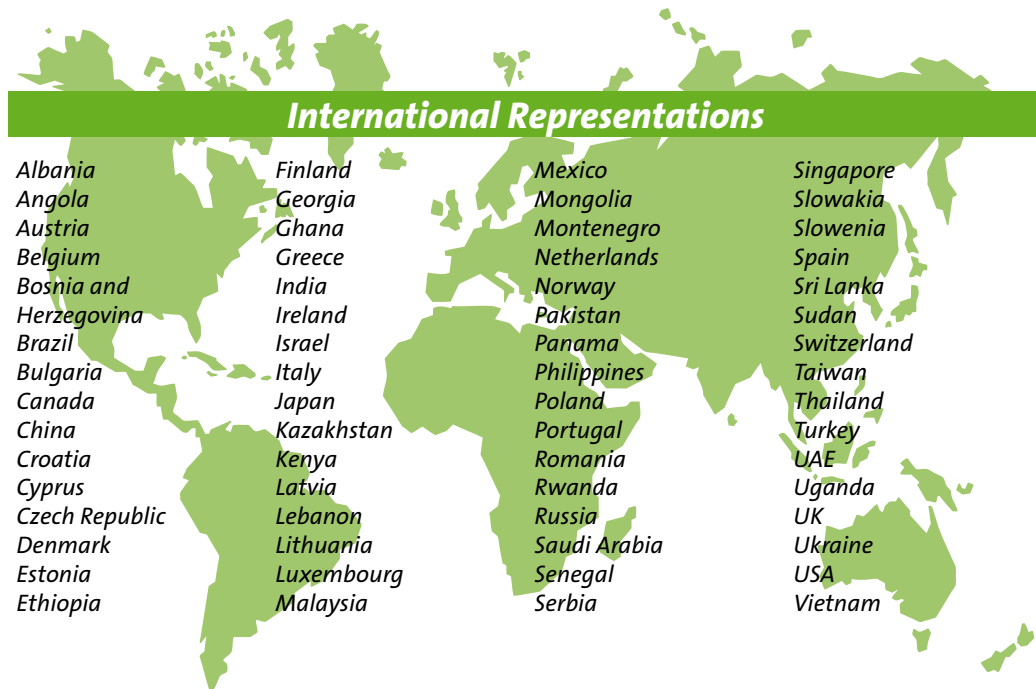 International Representations
Albania
Angola
Austria
Belgium
Bosnia and
Herzegovina
Brazil
Bulgaria
Canada
China
Croatia
Cyprus
Czech Republic
Denmark
Estonia
Ethiopia
Finland
Georgia
Ghana
Greece
India
Ireland
Israel
Italy
Japan
Kazakhstan
Kenya
Latvia
Lebanon
Lithuania
Luxembourg
Malaysia
Mexico
Mongolia
Montenegro
Netherlands
Norway
Pakistan
Panama
Philippines
Poland
Portugal
Romania
Rwanda
Russia
Saudi Arabia
Senegal
Serbia
Singapore
Slowakia
Slowenia
Spain
Sri Lanka
Sudan
Switzerland
Taiwan
Thailand
Turkey
UAE
Uganda
UK
Ukraine
USA
Vietnam